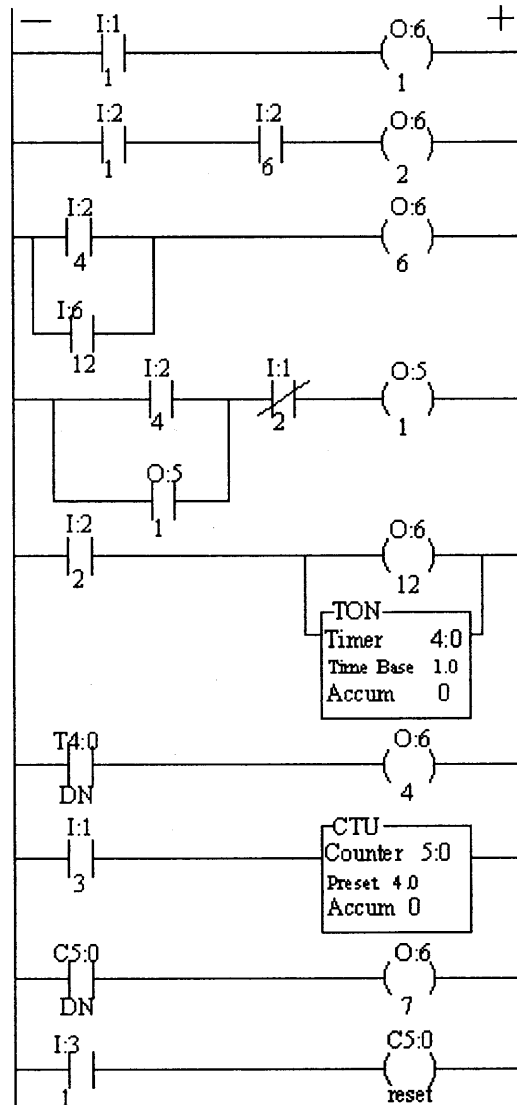 — +
I:1 O:6
1 1
I:2 I:2 O:6
1 6 2
I:2 O:6
4 6
I:6
12
I:2 I:1 O:5
4 2 1
O:5
1
I:2 O:6
2 12
TON
Timer 4:0
Time Base 1.0
Accum 0
T4:0 O:6
DN 4
I:1 CTU
3 Counter 5:0
Preset 4.0
Accum 0
C5:0 O:6
DN 7
I:3 C5:0
1 reset